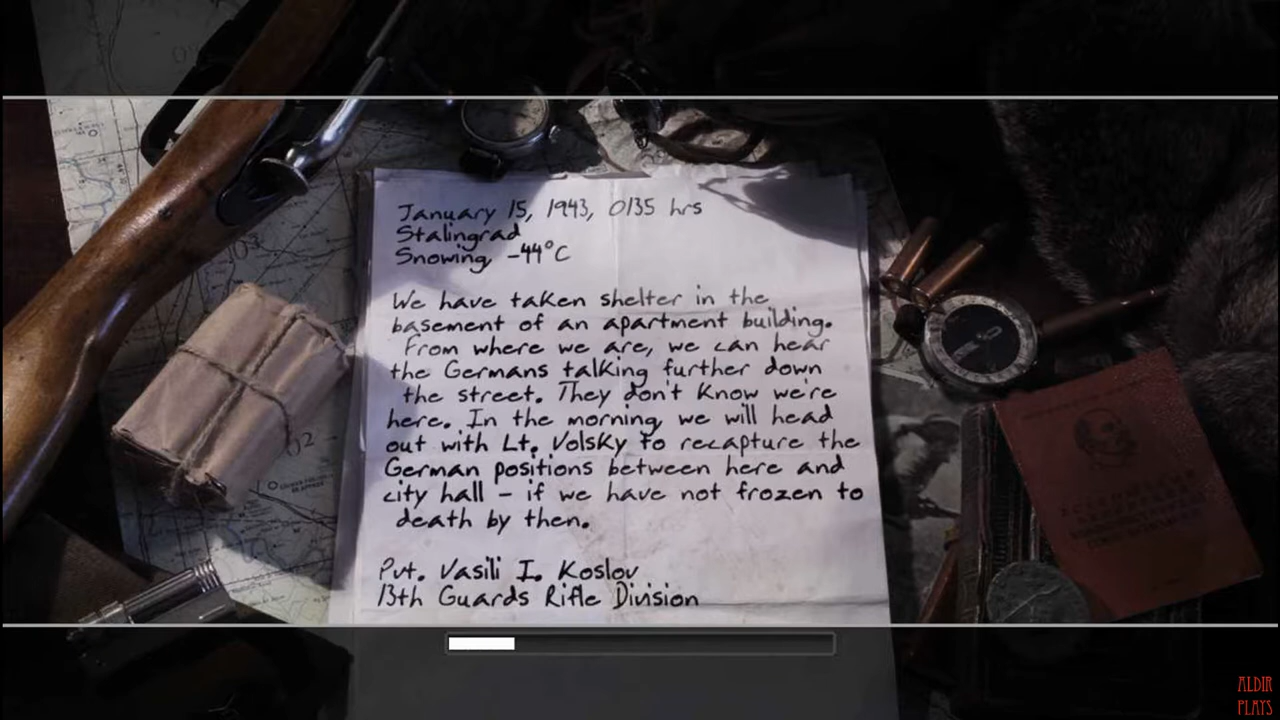 January 15, 1943, 0135 hrs
Stalingrad
Snowing, -44°C
We have taken shelter in the
basement of an apartment building.
From where we are, we can hear
the Germans talking further down
the street. They don't know we're
here. In the morning, we will head
out with Lt. Volsky to recapture the
German positions between here and
city hall - if we have not frozen to
death by then.
Pvt. Vasili I. Koslov
13th Guards Rifle Division
ALDIR
PLAYS